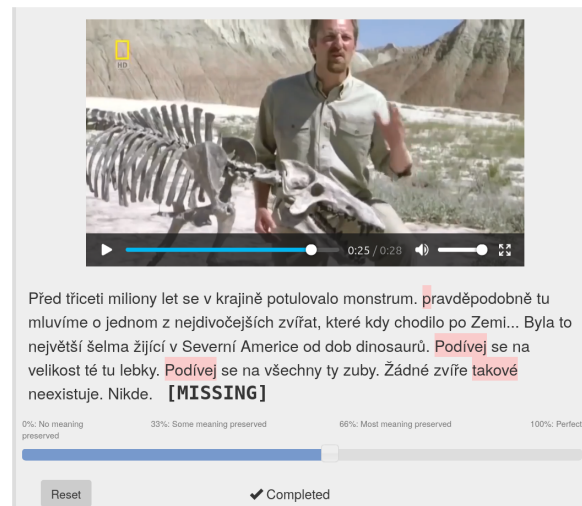 HD
0:25 / 0:28
Před třiceti miliony let se v krajině potulovalo monstrum. pravděpodobně tu
mluvíme o jednom z nejdivočejších zvířat, které kdy chodilo po Zemi... Byla to
největší šelma žijící v Severní Americe od dob dinosaurů. Podívej se na
velikost té tu lebky. Podívej se na všechny ty zuby. Žádné zvíře takové
neexistuje. Nikde. [MISSING]
0%: No meaning preserved
33%: Some meaning preserved
66%: Most meaning preserved
100%: Perfect
Reset
✔ Completed